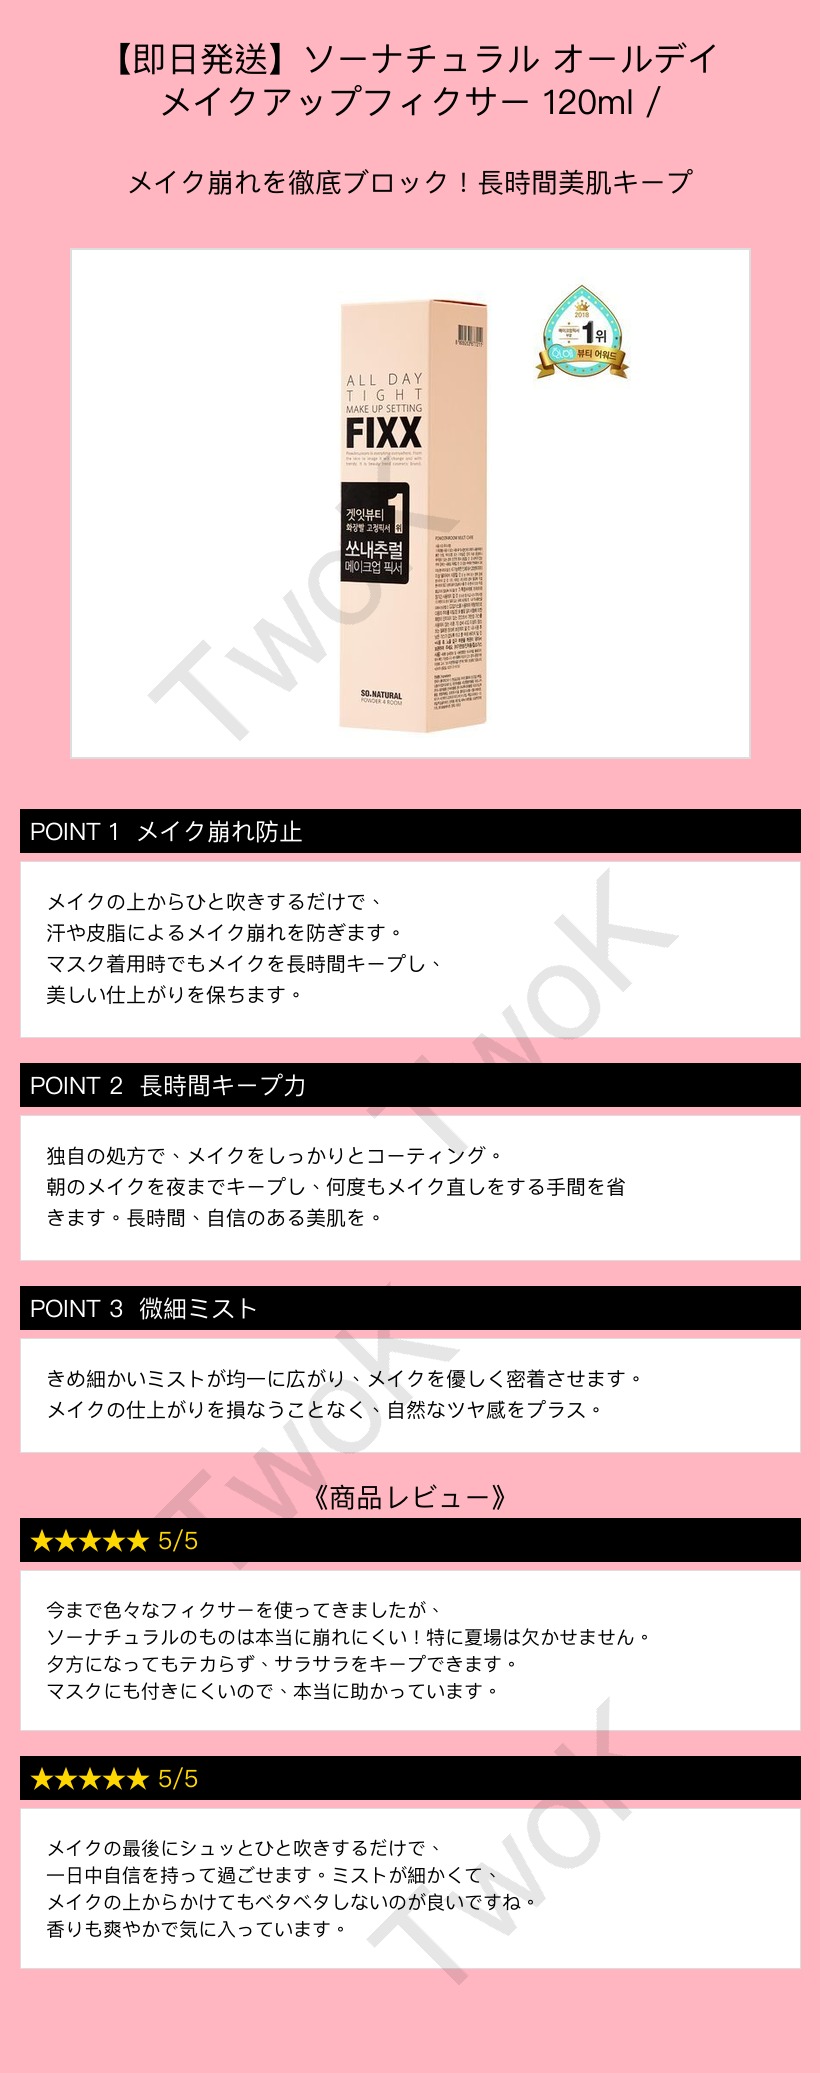 【即日発送】ソーナチュラル オールデイ
メイクアップフィクサー 120ml /
メイク崩れを徹底ブロック！長時間美肌キープ
2018
1위
뷰티 어워드
ALL DAY
TIGHT
MAKE UP SETTING
FIXX
겟잇뷰티
화장발 고정픽서
1위
쏘내추럴
메이크업 픽서
SO,NATURAL
POWDER 4 ROOM
POWDERROOM MULTI CARE
TwoK
POINT 1 メイク崩れ防止
メイクの上からひと吹きするだけで、
汗や皮脂によるメイク崩れを防ぎます。
マスク着用時でもメイクを長時間キープし、
美しい仕上がりを保ちます。
TwoK
POINT 2 長時間キープ力
独自の処方で、メイクをしっかりとコーティング。
朝のメイクを夜までキープし、何度もメイク直しをする手間を省
きます。長時間、自信のある美肌を。
POINT 3 微細ミスト
きめ細かいミストが均一に広がり、メイクを優しく密着させます。
メイクの仕上がりを損なうことなく、自然なツヤ感をプラス。
TwoK
《商品レビュー》
★★★★★ 5/5
今まで色々なフィクサーを使ってきましたが、
ソーナチュラルのものは本当に崩れにくい！特に夏場は欠かせません。
夕方になってもテカらず、サラサラをキープできます。
マスクにも付きにくいので、本当に助かっています。
★★★★★ 5/5
メイクの最後にシュッとひと吹きするだけで、
一日中自信を持って過ごせます。ミストが細かくて、
メイクの上からかけてもベタベタしないのが良いですね。
香りも爽やかで気に入っています。
TwoK